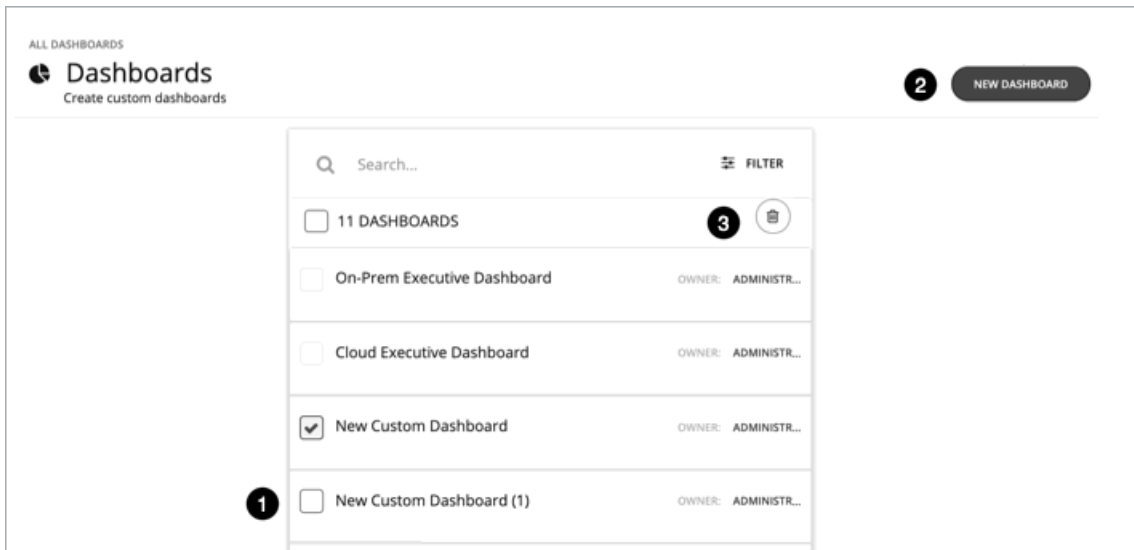 ALL DASHBOARDS
Dashboards
Create custom dashboards
2 NEW DASHBOARD
Search... FILTER
11 DASHBOARDS 3
On-Prem Executive Dashboard OWNER: ADMINISTR...
Cloud Executive Dashboard OWNER: ADMINISTR...
New Custom Dashboard OWNER: ADMINISTR...
1 New Custom Dashboard (1) OWNER: ADMINISTR...